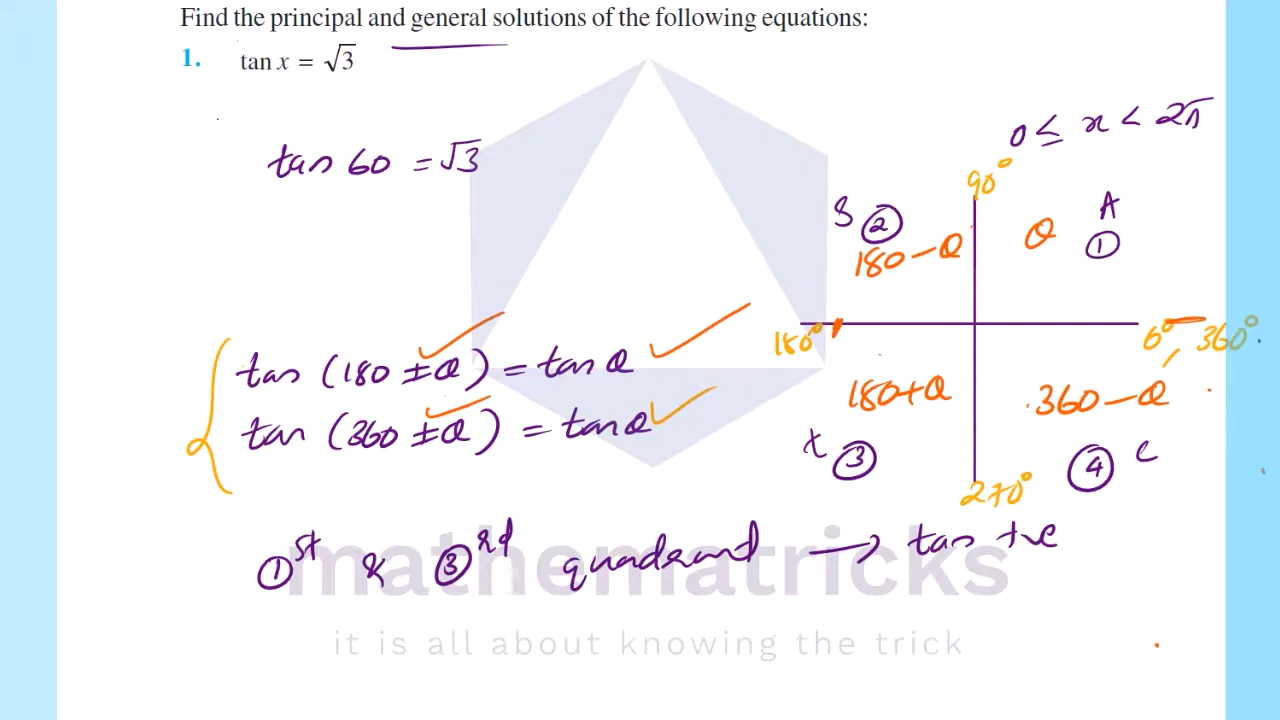 Find the principal and general solutions of the following equations:
1. tan x = √3
0 ≤ x < 2π
tan 60 = √3
90°
S ② 
A
θ ①
180 – θ
180°
0°, 360°
tan (180 ± θ) = tan θ
180 + θ
360 – θ
tan (360 ± θ) = tan θ
t ③
④ C
270°
①st & ③rd quadrand → tan +ve
mathematricks
it is all about knowing the trick